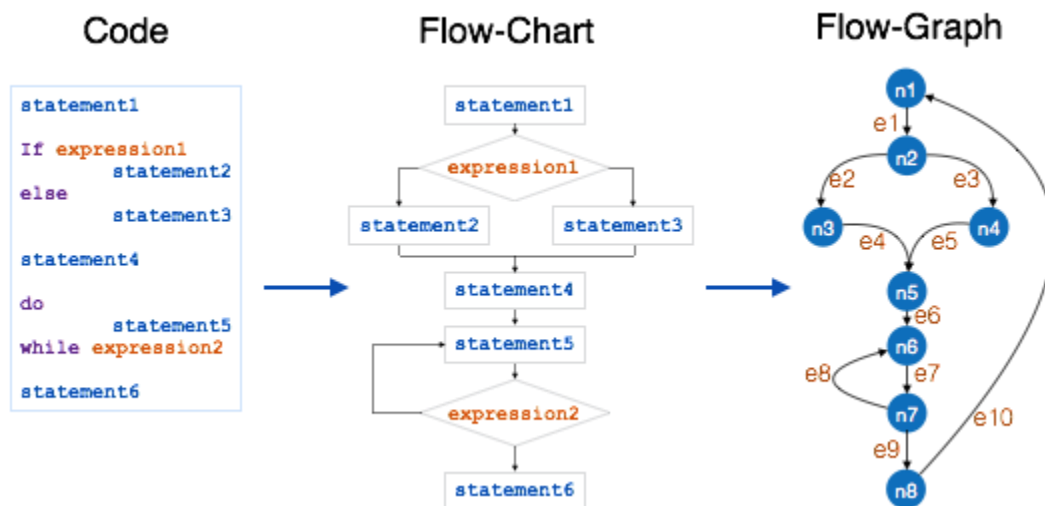 Code
statement1
If expression1
statement2
else
statement3
statement4
do
statement5
while expression2
statement6
Flow-Chart
statement1
expression1
statement2
statement3
statement4
statement5
expression2
statement6
Flow-Graph
n1
e1
n2
e2
e3
n3
e4
e5
n4
n5
e6
n6
e8
e7
n7
e9
e10
n8